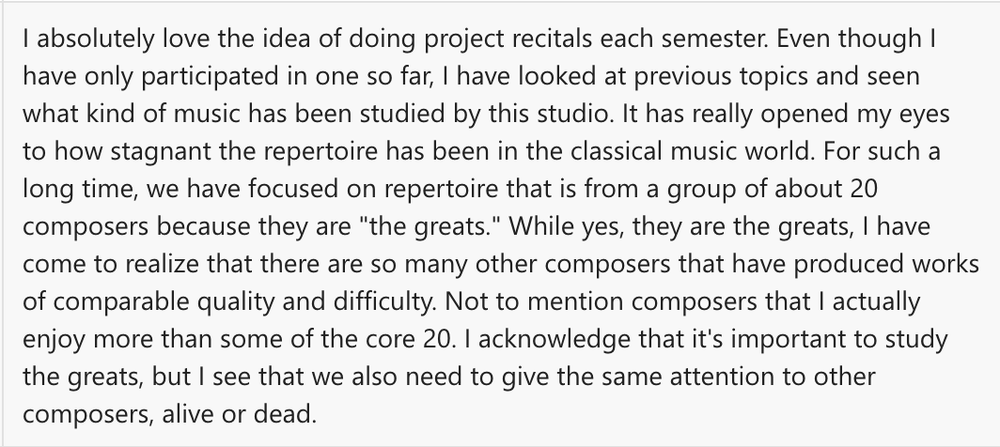 I absolutely love the idea of doing project recitals each semester. Even though I
have only participated in one so far, I have looked at previous topics and seen
what kind of music has been studied by this studio. It has really opened my eyes
to how stagnant the repertoire has been in the classical music world. For such a
long time, we have focused on repertoire that is from a group of about 20
composers because they are "the greats." While yes, they are the greats, I have
come to realize that there are so many other composers that have produced works
of comparable quality and difficulty. Not to mention composers that I actually
enjoy more than some of the core 20. I acknowledge that it's important to study
the greats, but I see that we also need to give the same attention to other
composers, alive or dead.